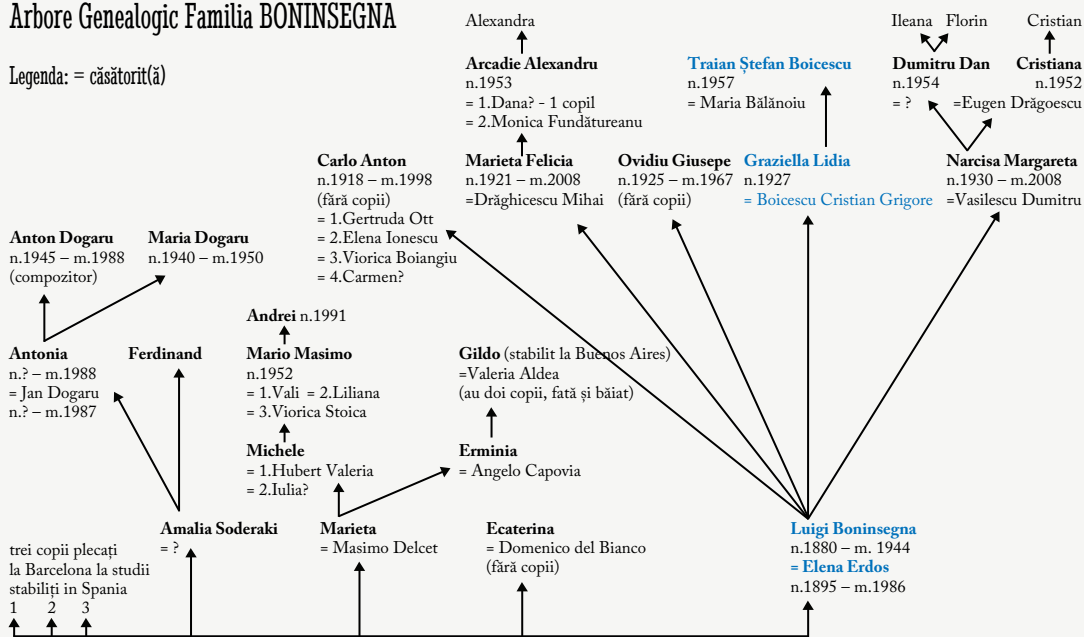 Arbore Genealogic Familia BONINSEGNA
Legenda: = căsătorit(ă)
Alexandra
Arcadie Alexandru
n.1953
= 1.Dana? - 1 copil
= 2.Monica Fundătureanu
Traian Ștefan Boicescu
n.1957
= Maria Bălănoiu
Ileana Florin
Dumitru Dan
n.1954
= ?
Cristian
Cristiana
n.1952
=Eugen Drăgoescu
Carlo Anton
n.1918 – m.1998
(fără copii)
= 1.Gertruda Ott
= 2.Elena Ionescu
= 3.Viorica Boiangiu
= 4.Carmen?
Marieta Felicia
n.1921 – m.2008
=Drăghicescu Mihai
Ovidiu Giusepe
n.1925 – m.1967
(fără copii)
Graziella Lidia
n.1927
= Boicescu Cristian Grigore
Narcisa Margareta
n.1930 – m.2008
=Vasilescu Dumitru
Anton Dogaru
n.1945 – m.1988
(compozitor)
Maria Dogaru
n.1940 – m.1950
Andrei n.1991
Antonia
n.? – m.1988
= Jan Dogaru
n.? – m.1987
Ferdinand
Mario Masimo
n.1952
= 1.Vali = 2.Liliana
= 3.Viorica Stoica
Gildo (stabilit la Buenos Aires)
=Valeria Aldea
(au doi copii, fată și băiat)
Michele
= 1.Hubert Valeria
= 2.Iulia?
Erminia
= Angelo Capovia
Amalia Soderaki
= ?
Marieta
= Masimo Delcet
Ecaterina
= Domenico del Bianco
(fără copii)
Luigi Boninsegna
n.1880 – m. 1944
= Elena Erdos
n.1895 – m.1986
trei copii plecați
la Barcelona la studii
stabiliți in Spania
1 2 3